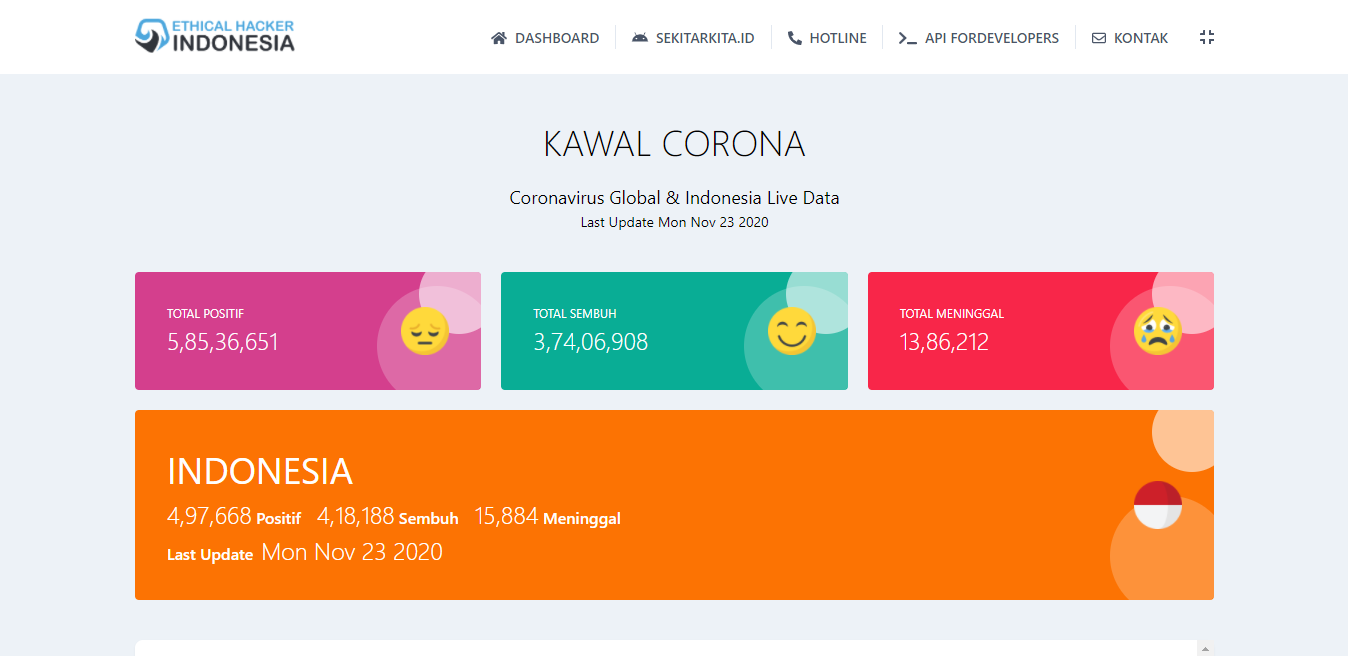 ETHICAL HACKER
INDONESIA
DASHBOARD SEKITARKITA.ID HOTLINE API FORDEVELOPERS KONTAK
KAWAL CORONA
Coronavirus Global & Indonesia Live Data
Last Update Mon Nov 23 2020
TOTAL POSITIF
5,85,36,651
TOTAL SEMBUH
3,74,06,908
TOTAL MENINGGAL
13,86,212
INDONESIA
4,97,668 Positif 4,18,188 Sembuh 15,884 Meninggal
Last Update Mon Nov 23 2020